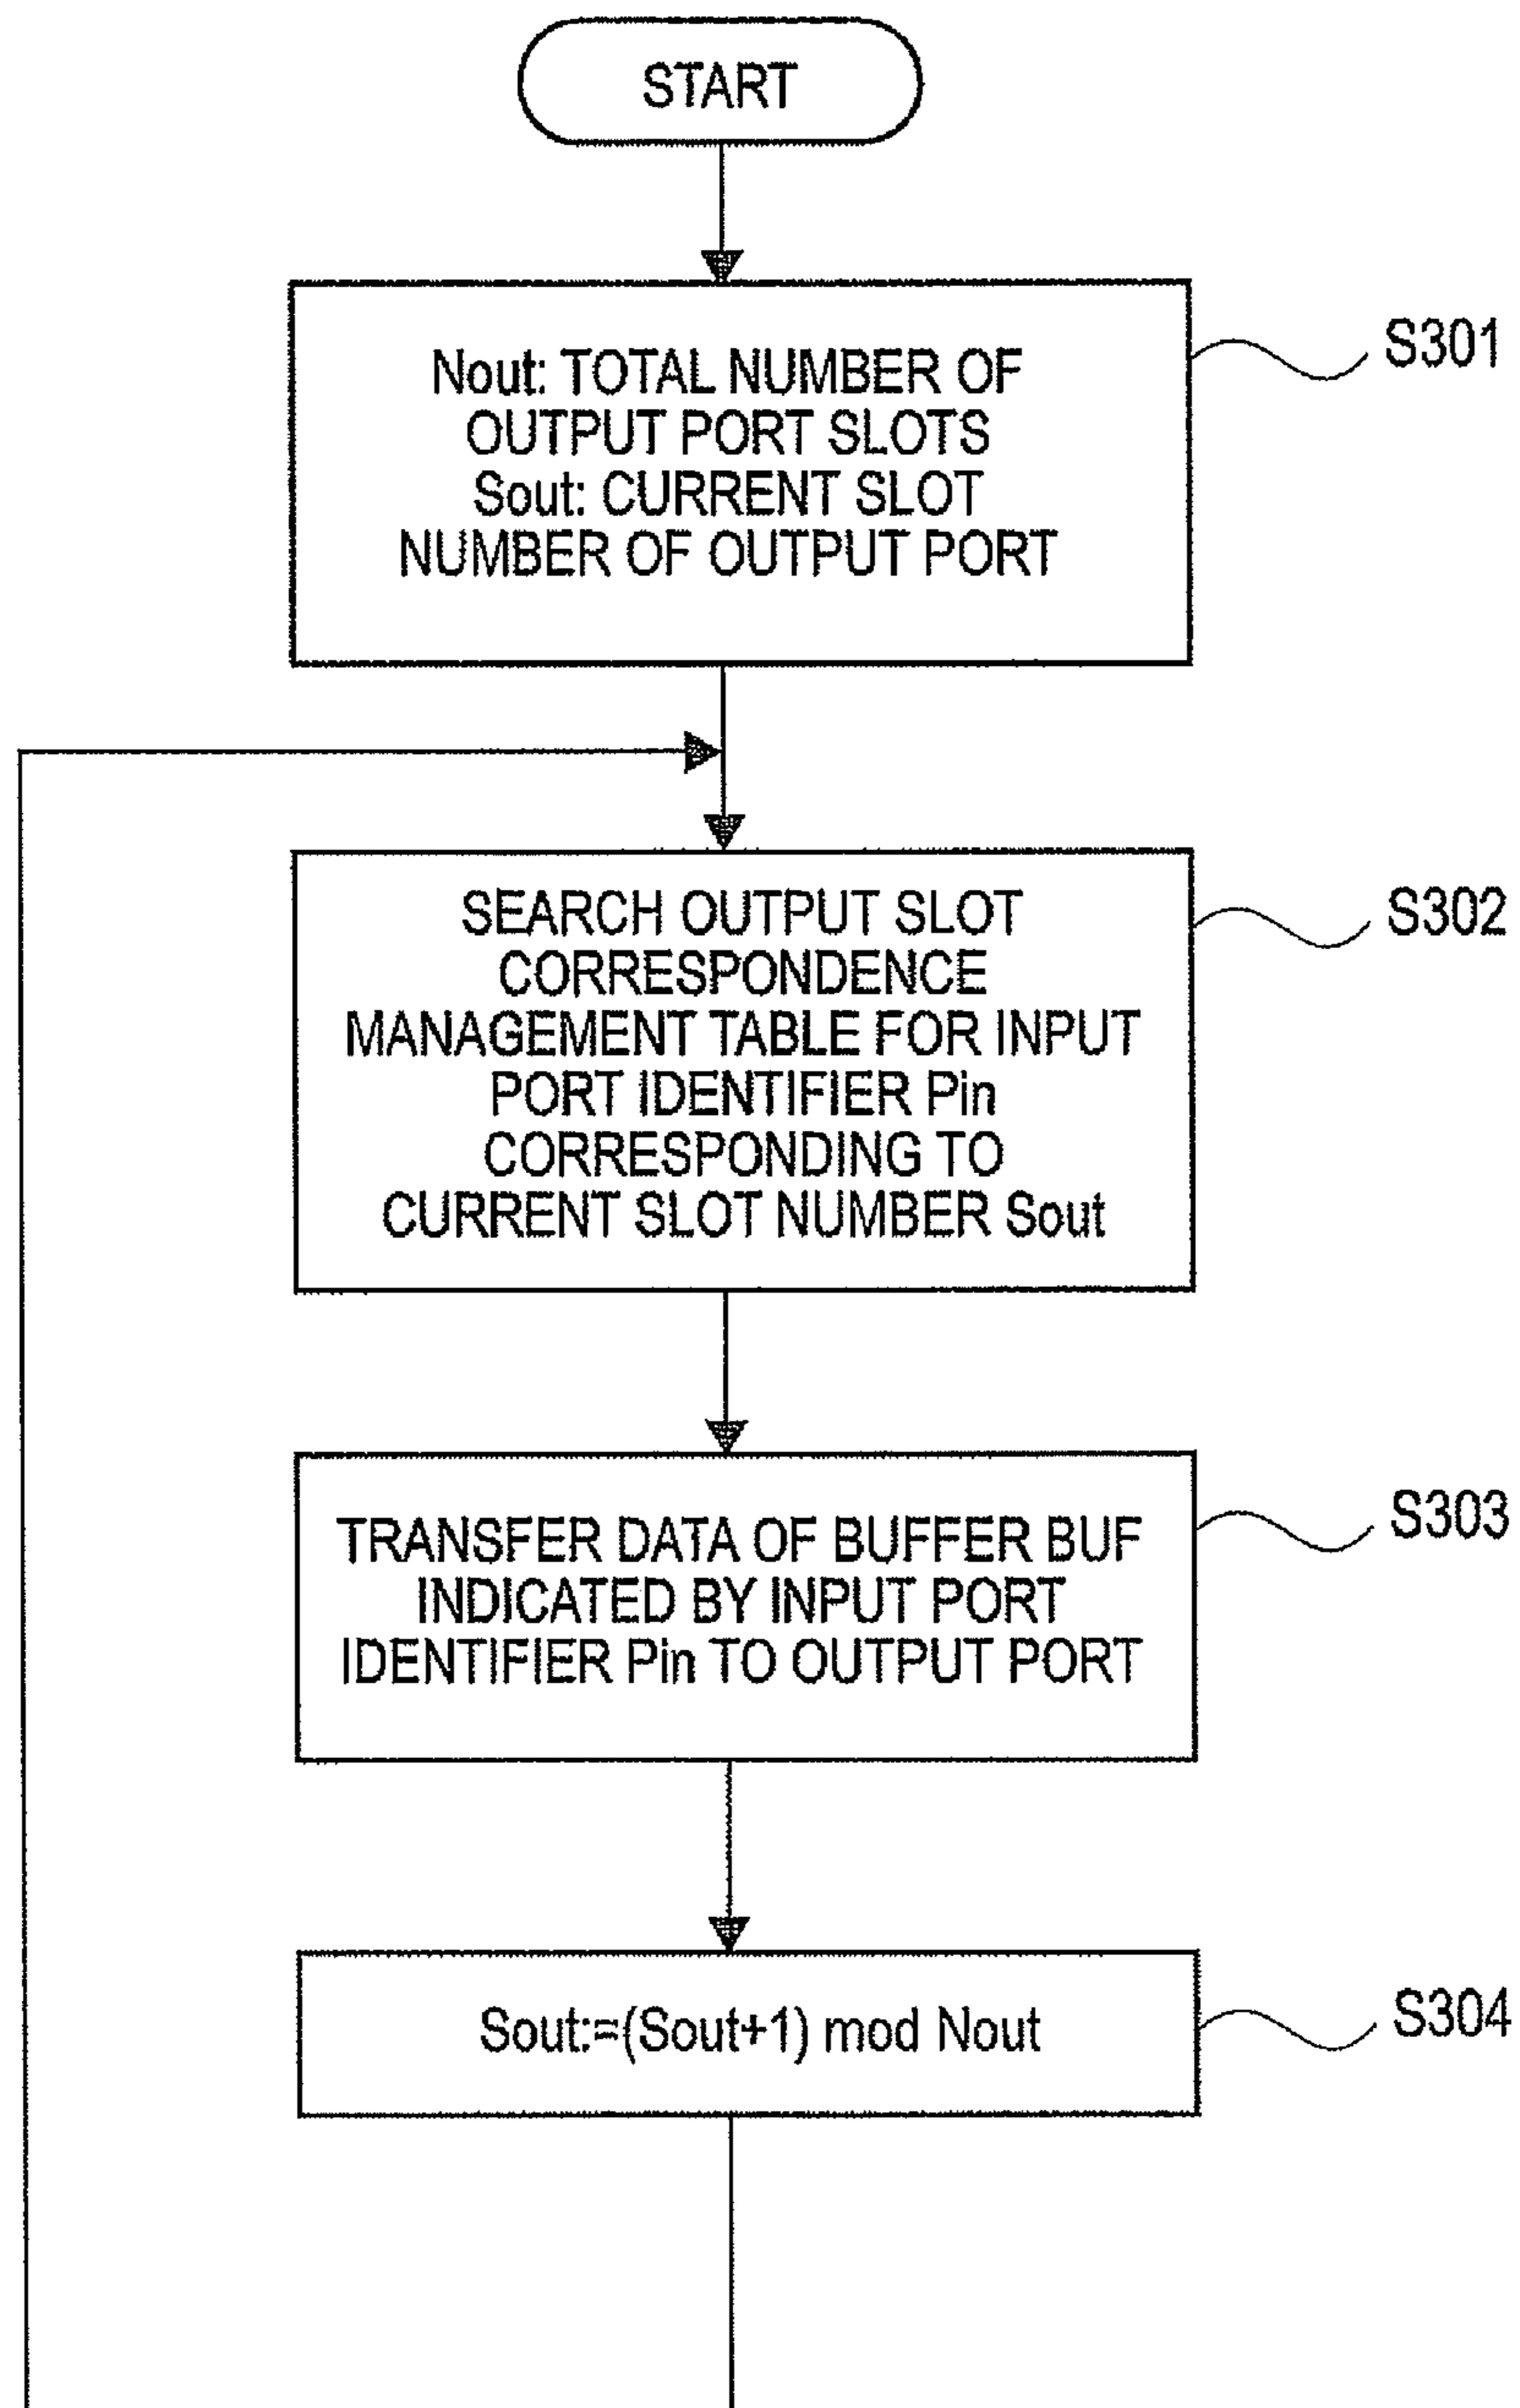 START
Nout: TOTAL NUMBER OF
OUTPUT PORT SLOTS
Sout: CURRENT SLOT
NUMBER OF OUTPUT PORT
S301
SEARCH OUTPUT SLOT
CORRESPONDENCE
MANAGEMENT TABLE FOR INPUT
PORT IDENTIFIER Pin
CORRESPONDING TO
CURRENT SLOT NUMBER Sout
S302
TRANSFER DATA OF BUFFER BUF
INDICATED BY INPUT PORT
IDENTIFIER Pin TO OUTPUT PORT
S303
Sout:=(Sout+1) mod Nout
S304